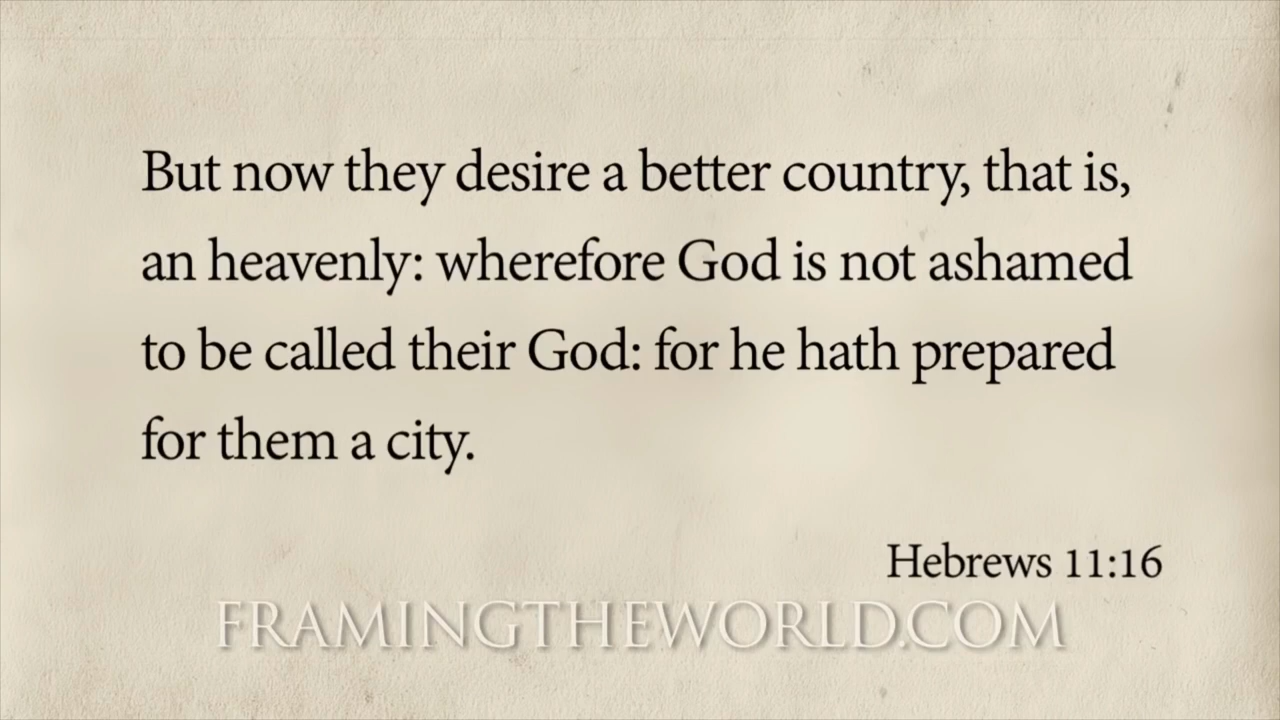 But now they desire a better country, that is,
an heavenly: wherefore God is not ashamed
to be called their God: for he hath prepared
for them a city.
Hebrews 11:16
FRAMINGTHEWORLD.COM